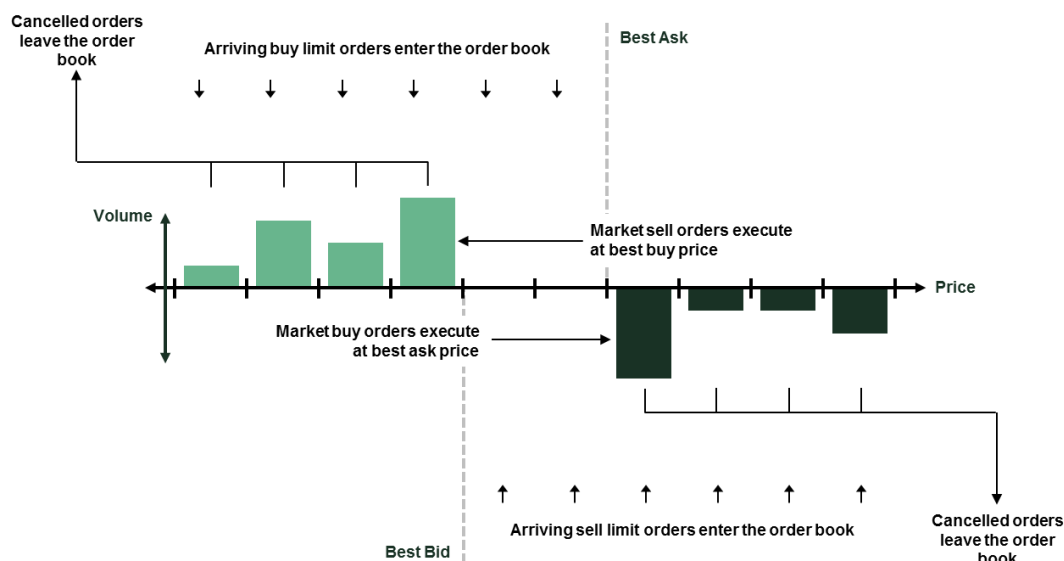 Cancelled orders
leave the order
book
Arriving buy limit orders enter the order book
Best Ask
Volume
Market sell orders execute
at best buy price
Price
Market buy orders execute
at best ask price
Arriving sell limit orders enter the order book
Best Bid
Cancelled orders
leave the order
book